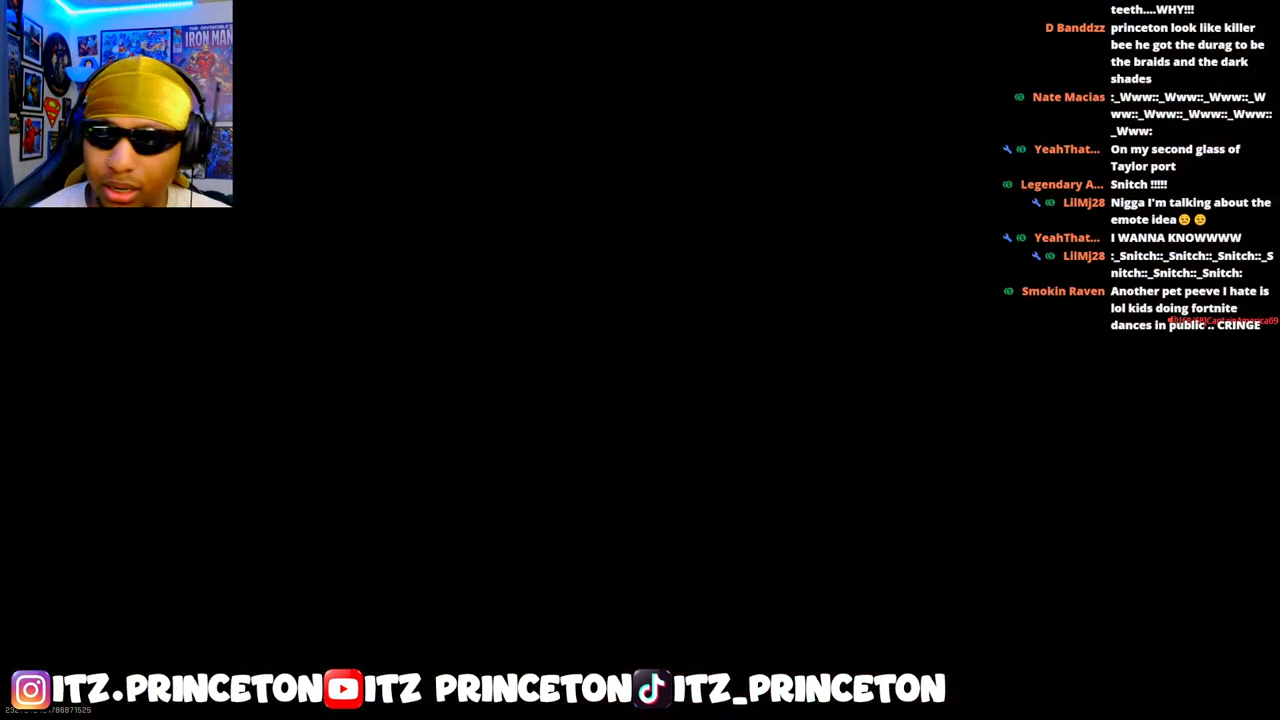 THE INVINCIBLE
IRON MAN
teeth....WHY!!!
D Banddzz princeton look like killer
bee he got the durag to be
the braids and the dark
shades
Nate Macias :_Www::_Www::_Www::_W
ww::_Www::_Www::_Www::
_Www:
YeahThat... On my second glass of
Taylor port
Legendary A... Snitch !!!!!
LilMj28 Nigga I'm talking about the
emote idea😒😒
YeahThat... I WANNA KNOWWWW
LilMj28 :_Snitch::_Snitch::_Snitch::_S
nitch::_Snitch::_Snitch:
Smokin Raven Another pet peeve I hate is
lol kids doing fortnite
dances in public .. CRINGE
ITZ.PRINCETON ITZ PRINCETON ITZ_PRINCETON